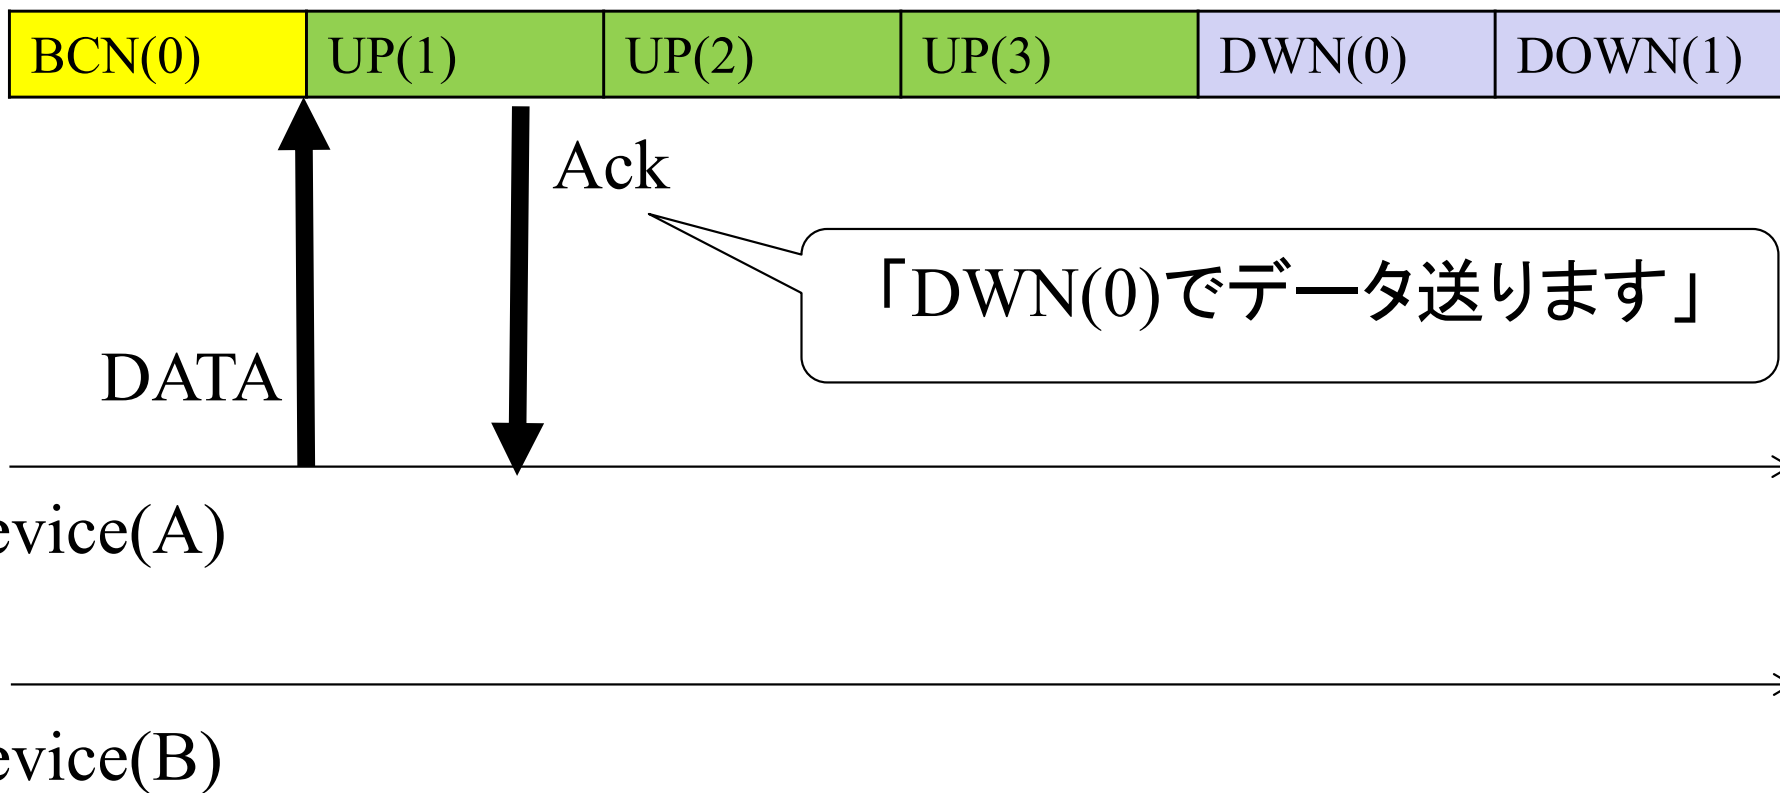 BCN(0) UP(1) UP(2) UP(3) DWN(0) DOWN(1)
Ack
「DWN(0)でデータ送ります」
DATA
evice(A)
evice(B)